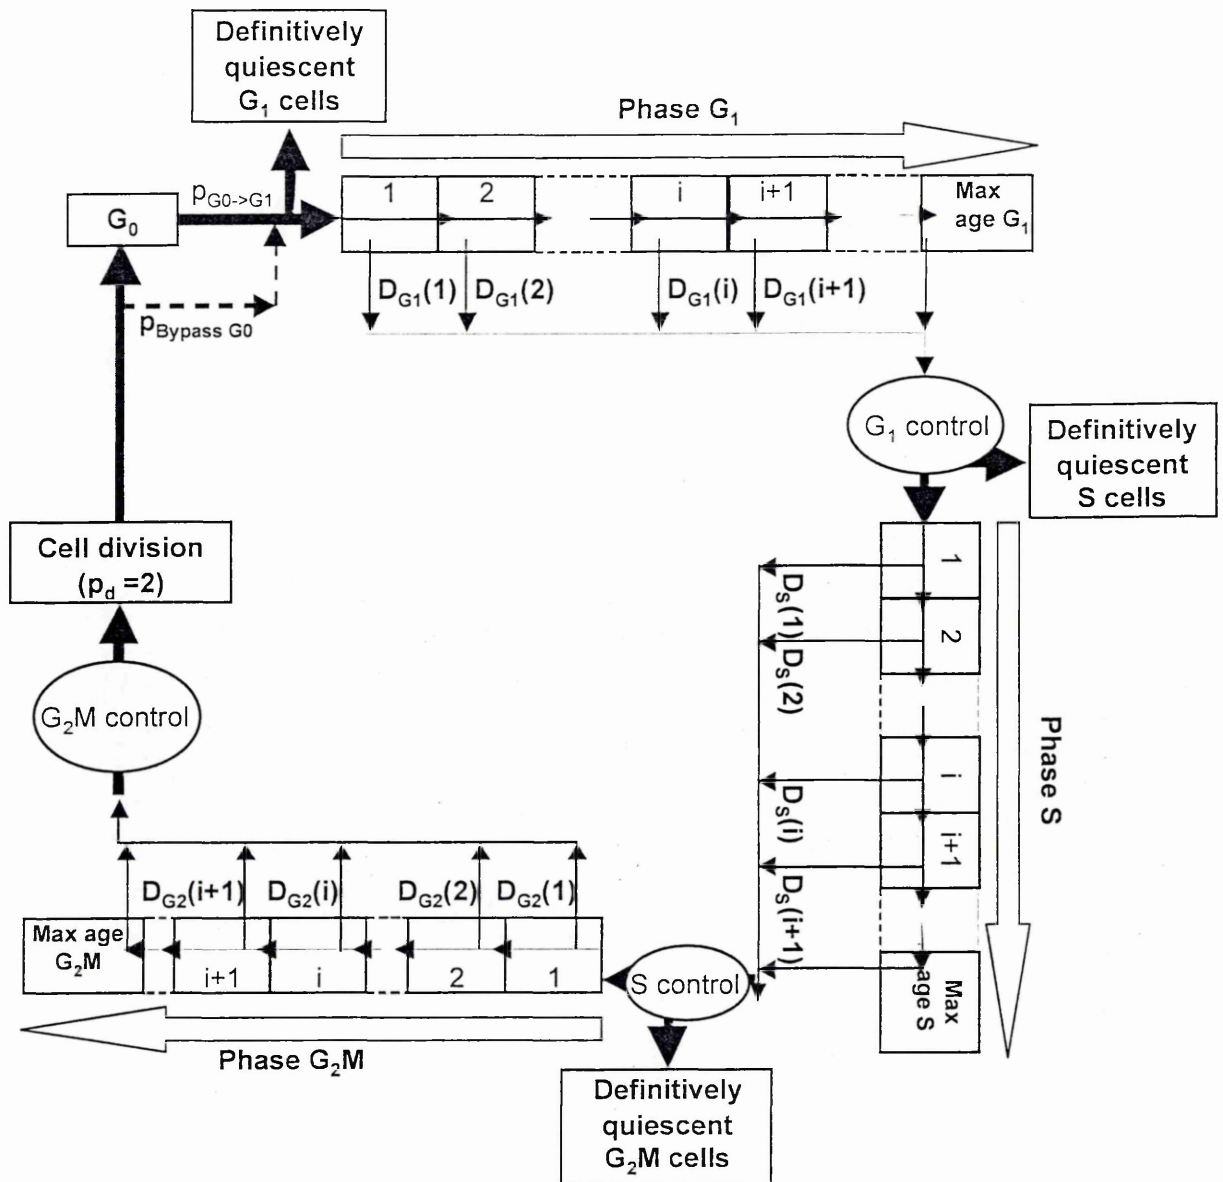 Definitively
quiescent
G₁ cells
Phase G₁
pG0->G1
G₀
1
2
i
i+1
Max
age G₁
DG1(1)
DG1(2)
DG1(i)
DG1(i+1)
pBypass G0
G₁ control
Definitively
quiescent
S cells
Cell division
(pd =2)
1
2
i
i+1
Max
age S
DS(1)
DS(2)
DS(i)
DS(i+1)
Phase S
G₂M control
DG2(i+1)
DG2(i)
DG2(2)
DG2(1)
Max age
G₂M
i+1
i
2
1
S control
Phase G₂M
Definitively
quiescent
G₂M cells